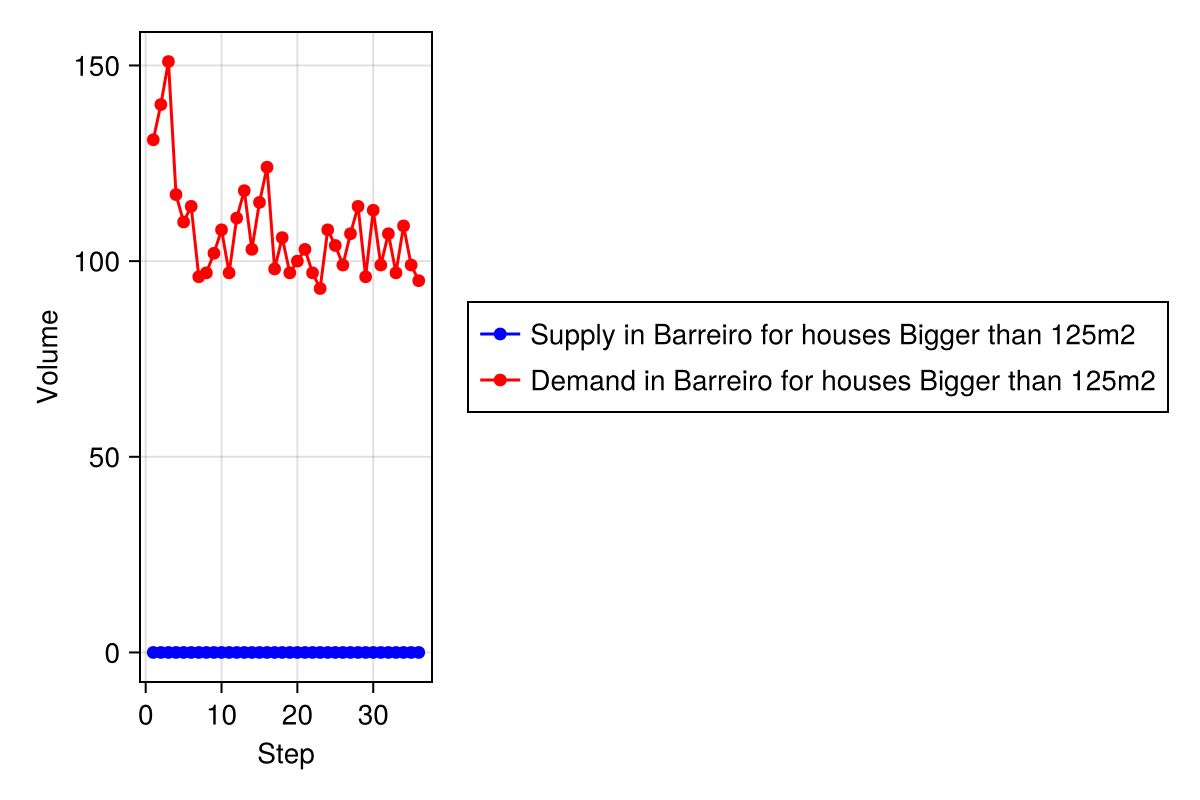 150
100
50
0
Volume
0 10 20 30
Step
Supply in Barreiro for houses Bigger than 125m2
Demand in Barreiro for houses Bigger than 125m2